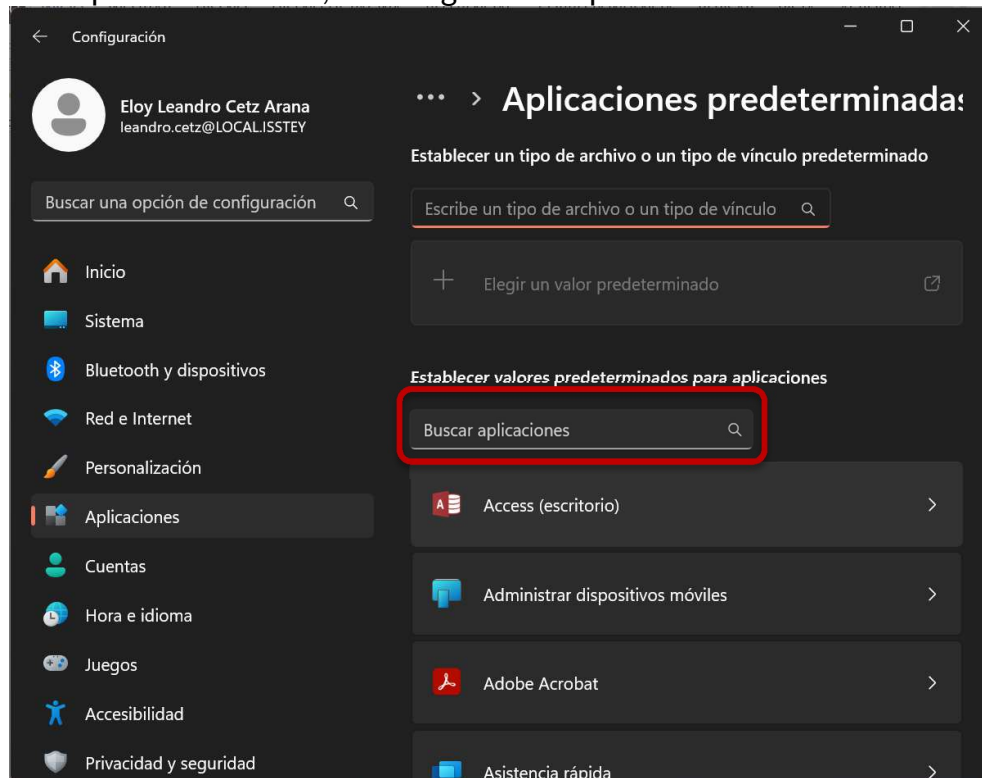 Configuración
Eloy Leandro Cetz Arana
leandro.cetz@LOCAL.ISSTEY
Buscar una opción de configuración
Inicio
Sistema
Bluetooth y dispositivos
Red e Internet
Personalización
Aplicaciones
Cuentas
Hora e idioma
Juegos
Accesibilidad
Privacidad y seguridad
··· > Aplicaciones predeterminadas
Establecer un tipo de archivo o un tipo de vínculo predeterminado
Escribe un tipo de archivo o un tipo de vínculo
Elegir un valor predeterminado
Establecer valores predeterminados para aplicaciones
Buscar aplicaciones
Access (escritorio)
Administrar dispositivos móviles
Adobe Acrobat
Asistencia rápida